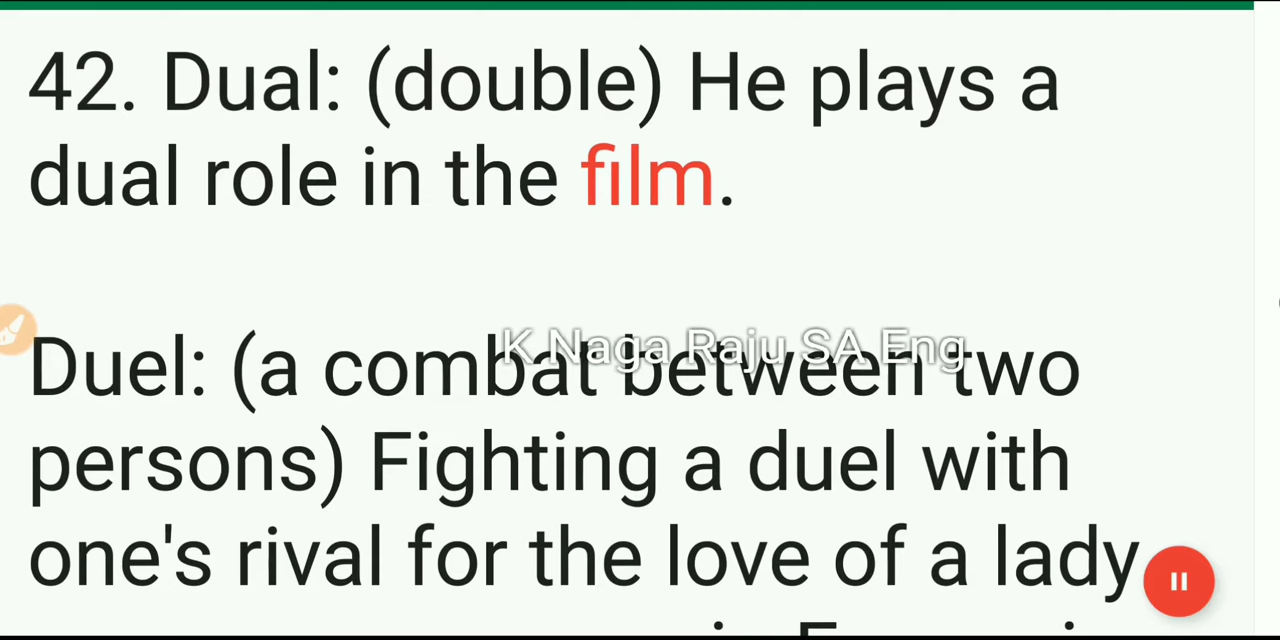 42. Dual: (double) He plays a
dual role in the film.
K Naga Raju SA Eng
Duel: (a combat between two
persons) Fighting a duel with
one's rival for the love of a lady